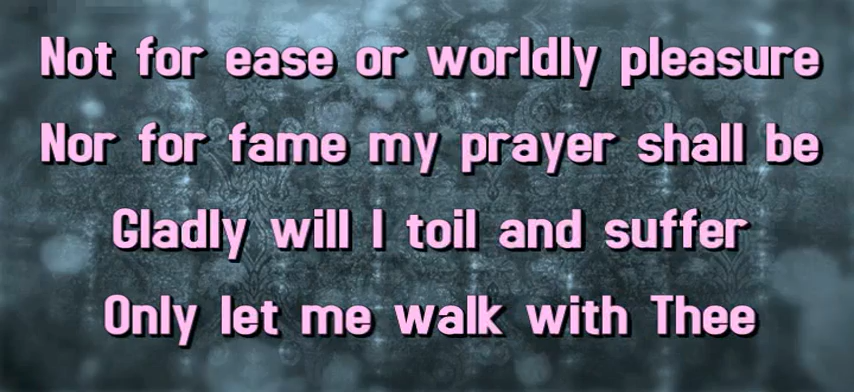 Not for ease or worldly pleasure
Nor for fame my prayer shall be
Gladly will I toil and suffer
Only let me walk with Thee